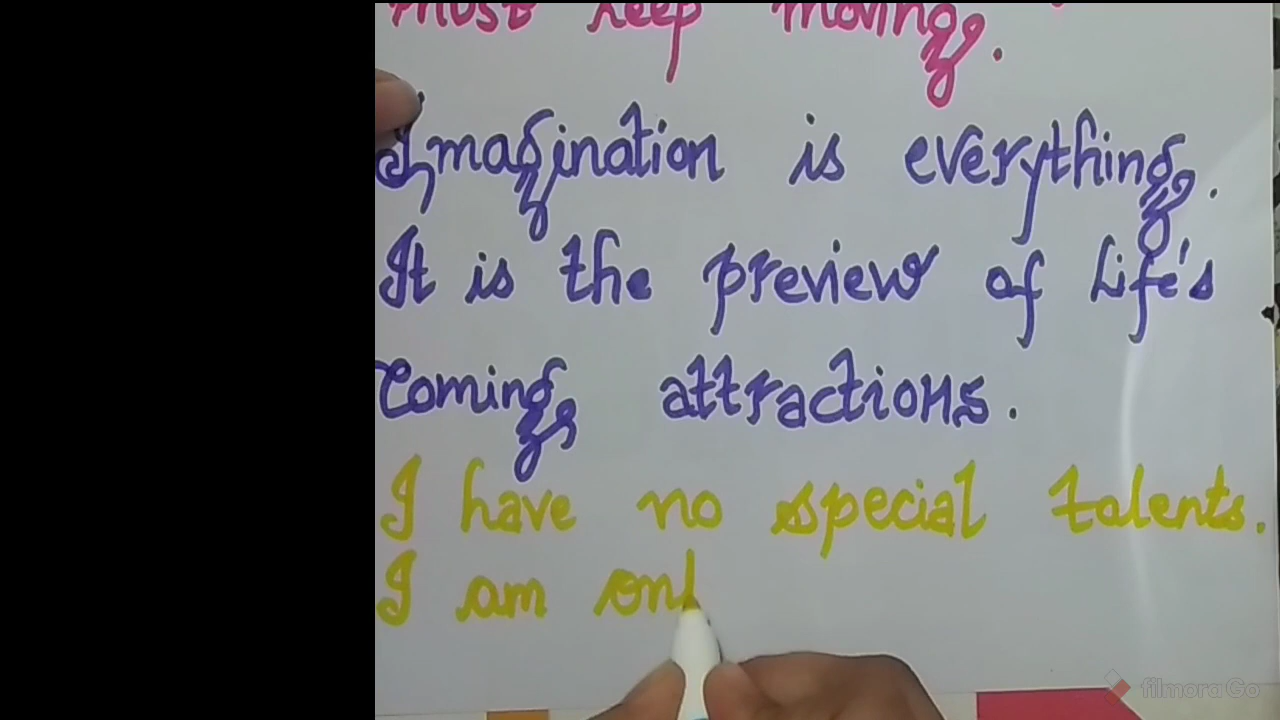 must keep moving.
Imagination is everything.
It is the preview of life's
coming attractions.
I have no special talents.
I am onl
filmoraGo